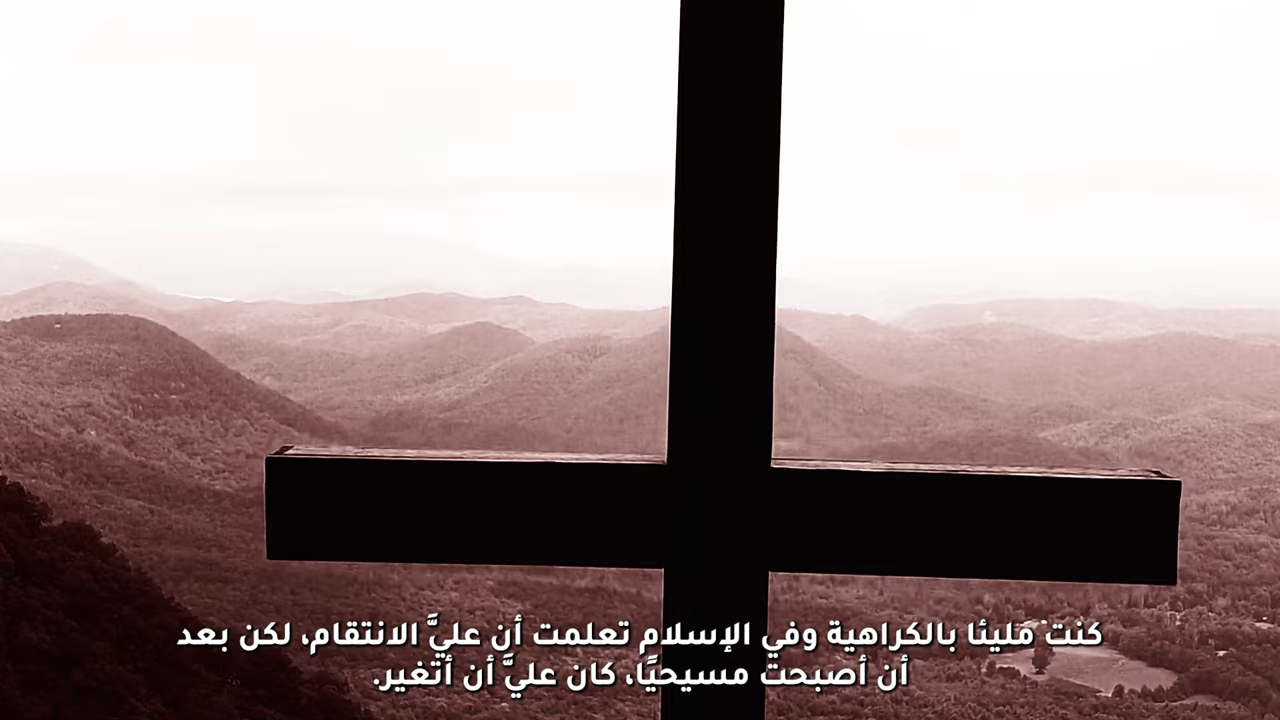 كنت مليئا بالكراهية وفي الإسلام تعلمت أن عليَّ الانتقام، لكن بعد
أن أصبحت مسيحيًا، كان عليَّ أن أتغير.